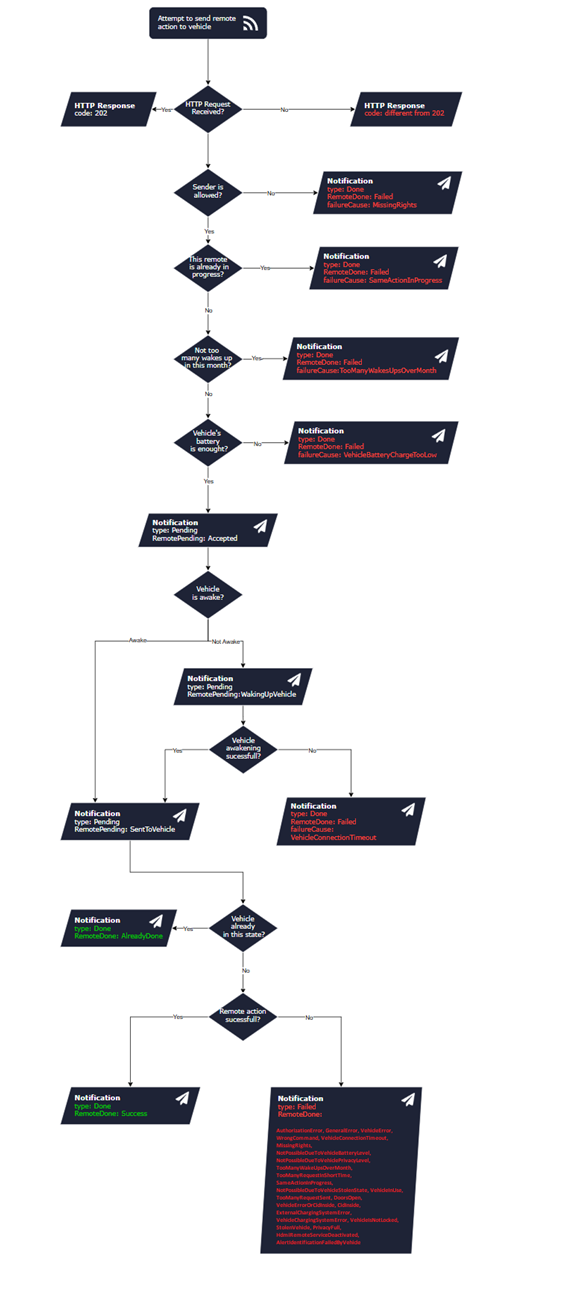 Attempt to send remote
action to vehicle
HTTP Request
Received?
Yes
No
HTTP Response
code: 202
HTTP Response
code: different from 202
Sender is
allowed?
No
Notification
type: Done
RemoteDone: Failed
failureCause: MissingRights
Yes
This remote
is already in
progress?
Yes
Notification
type: Done
RemoteDone: Failed
failureCause: SameActionInProgress
No
Not too
many wakes up
in this month?
Yes
Notification
type: Done
RemoteDone: Failed
failureCause:TooManyWakesUpsOverMonth
No
Vehicle's
battery
is enought?
No
Notification
type: Done
RemoteDone: Failed
failureCause: VehicleBatteryChargeTooLow
Yes
Notification
type: Pending
RemotePending: Accepted
Vehicle
is awake?
Awake
Not Awake
Notification
type: Pending
RemotePending:WakingUpVehicle
Vehicle
awakening
sucessfull?
Yes
No
Notification
type: Pending
RemotePending: SentToVehicle
Notification
type: Done
RemoteDone: Failed
failureCause:
VehicleConnectionTimeout
Vehicle
already
in this state?
Yes
Notification
type: Done
RemoteDone: AlreadyDone
No
Remote action
sucessfull?
Yes
No
Notification
type: Done
RemoteDone: Success
Notification
type: Failed
RemoteDone:
AuthorizationError, GeneralError, VehicleError,
WrongCommand, VehicleConnectionTimeout,
MissingRights,
NotPossibleDueToVehicleBatteryLevel,
NotPossibleDueToVehiclePrivacyLevel,
TooManyWakeUpsOverMonth,
TooManyRequestInShortTime,
SameActionInProgress,
NotPossibleDueToVehicleStolenState, VehicleInUse,
TooManyRequestSent, DoorsOpen,
VehicleErrorOrCidInside, CidInside,
ExternalChargingSystemError,
VehicleChargingSystemError, VehicleIsNotLocked,
StolenVehicle, PrivacyFull,
HdmiRemoteServiceDeactivated,
AlertIdentificationFailedByVehicle